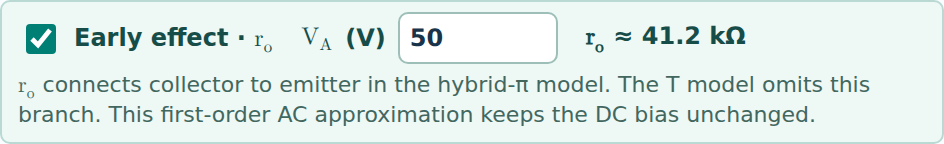 Early effect · rₒ V_A (V) 50 rₒ ≈ 41.2 kΩ
rₒ connects collector to emitter in the hybrid-π model. The T model omits this
branch. This first-order AC approximation keeps the DC bias unchanged.